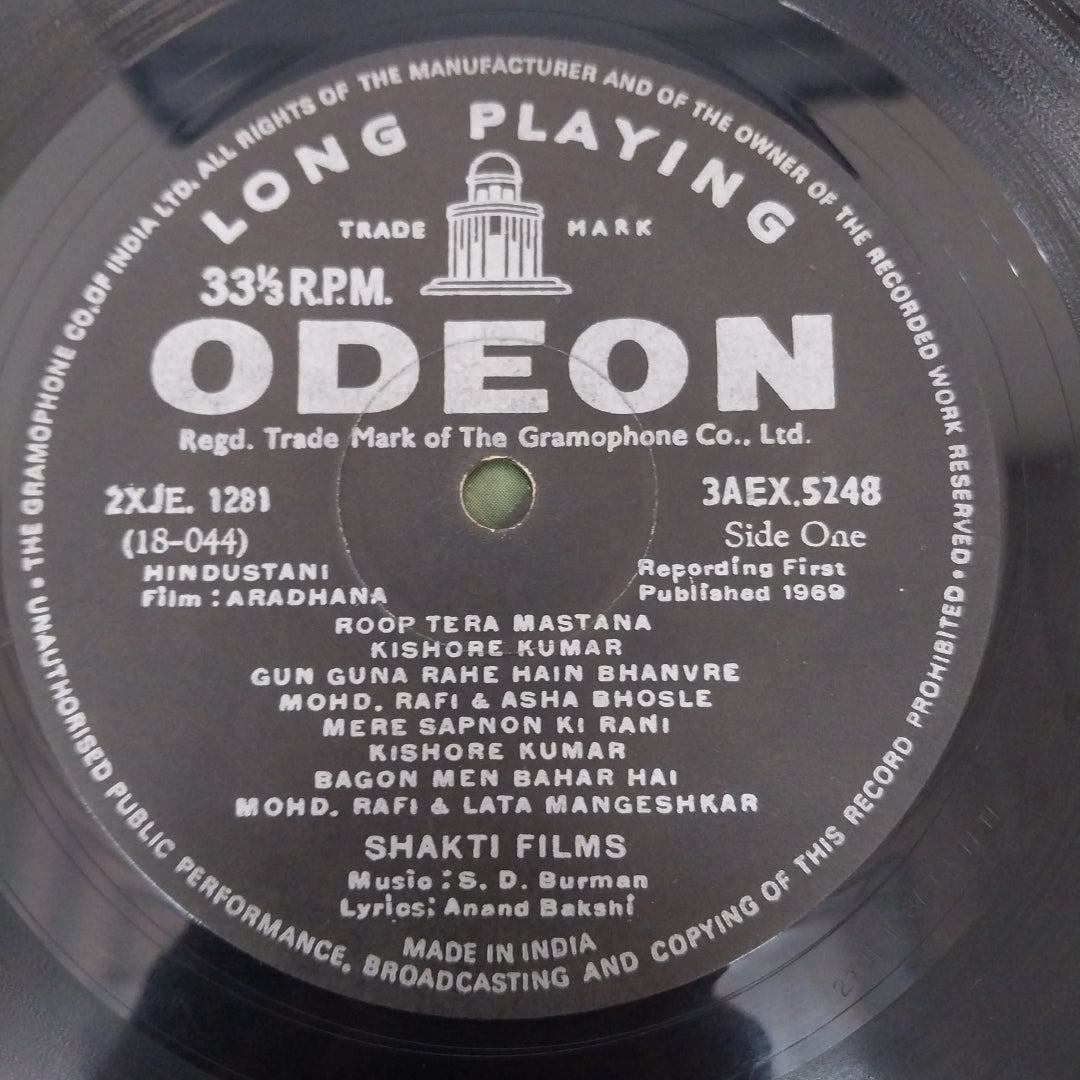 • THE GRAMOPHONE CO.OF INDIA LTD. ALL RIGHTS OF THE MANUFACTURER AND OF THE OWNER OF THE RECORDED WORK RESERVED •
LONG PLAYING
TRADE MARK
33⅓ R.P.M.
ODEON
Regd. Trade Mark of The Gramophone Co., Ltd.
2XJE. 1281
3AEX.5248
(18-044)
Side One
HINDUSTANI
Recording First
Film : ARADHANA
Published 1969
ROOP TERA MASTANA
KISHORE KUMAR
GUN GUNA RAHE HAIN BHANVRE
MOHD. RAFI & ASHA BHOSLE
MERE SAPNON KI RANI
KISHORE KUMAR
BAGON MEN BAHAR HAI
MOHD. RAFI & LATA MANGESHKAR
SHAKTI FILMS
Music : S. D. Burman
Lyrics: Anand Bakshi
MADE IN INDIA
UNAUTHORISED PUBLIC PERFORMANCE, BROADCASTING AND COPYING OF THIS RECORD PROHIBITED